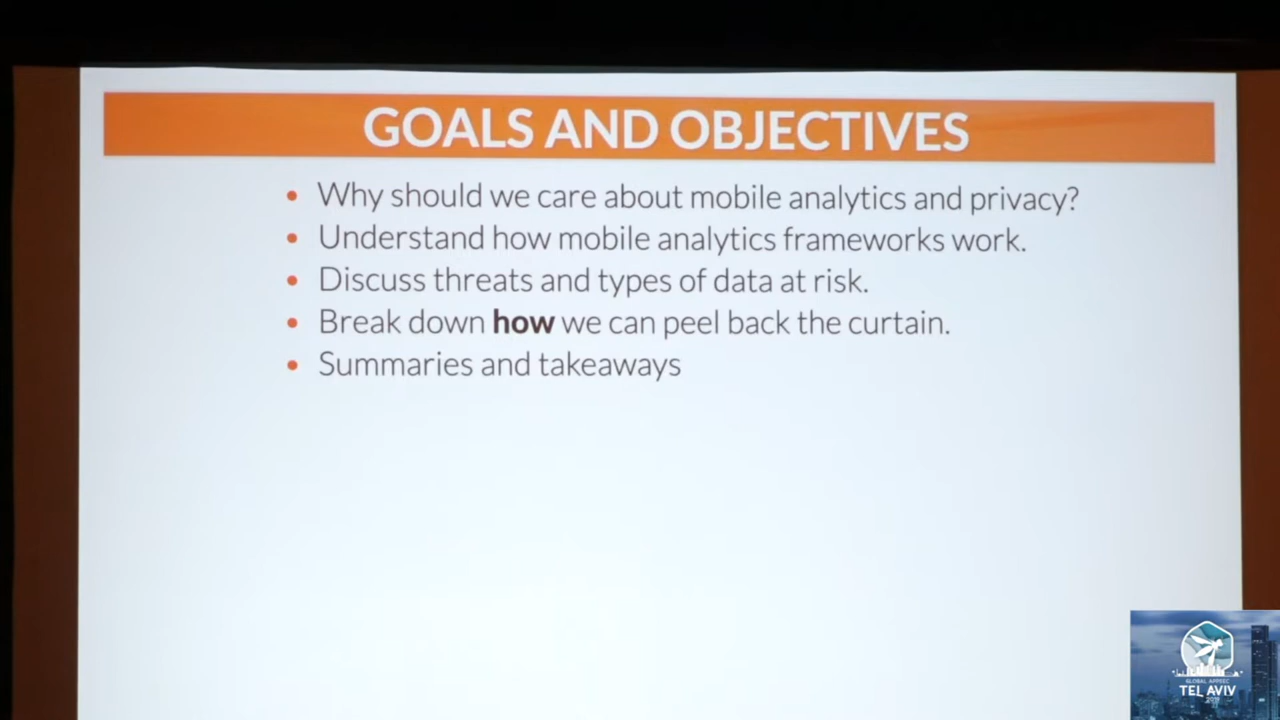 GOALS AND OBJECTIVES
• Why should we care about mobile analytics and privacy?
• Understand how mobile analytics frameworks work.
• Discuss threats and types of data at risk.
• Break down how we can peel back the curtain.
• Summaries and takeaways
GLOBAL APPSEC
TEL AVIV